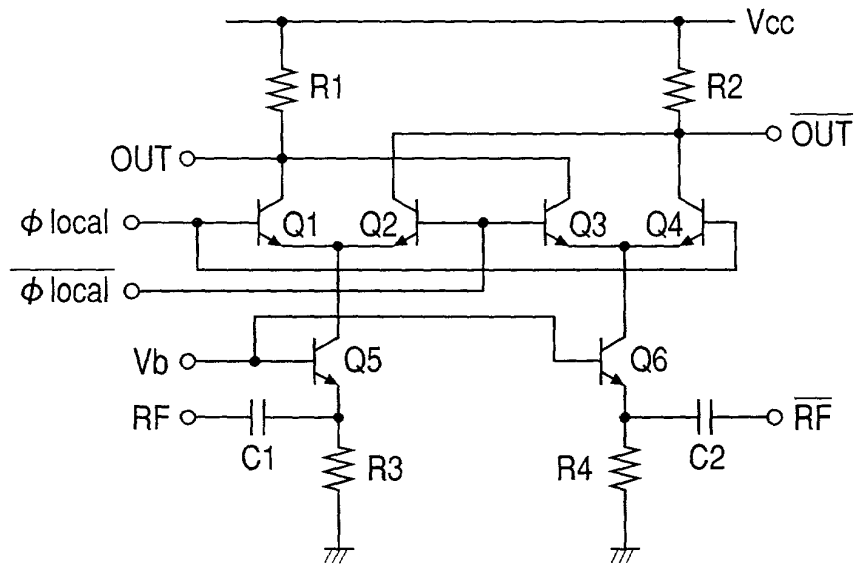 Vcc
R1
R2
OUT
OUT
ϕ local
Q1
Q2
Q3
Q4
ϕ local
Vb
Q5
Q6
RF
C1
R3
R4
C2
RF